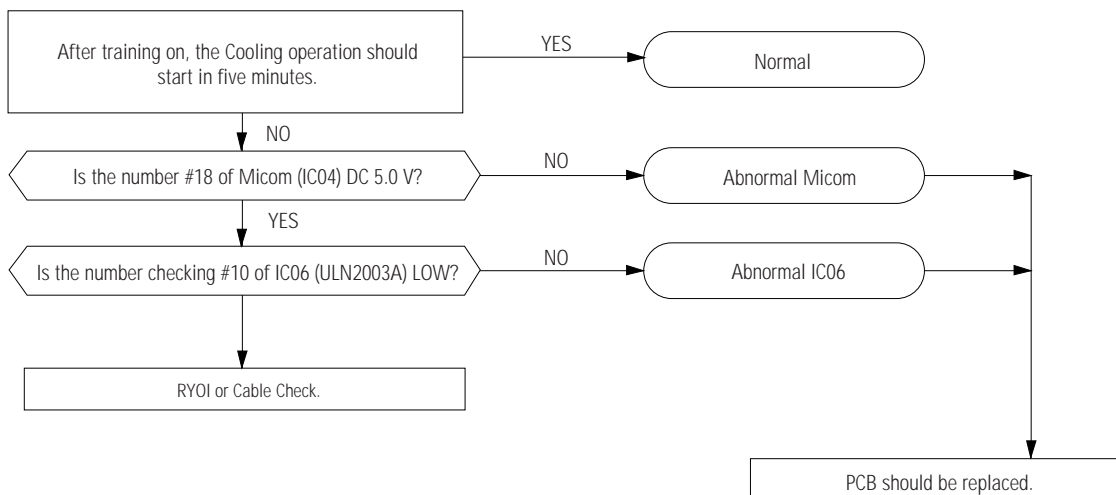 After training on, the Cooling operation should
start in five minutes.
YES
Normal
NO
Is the number #18 of Micom (IC04) DC 5.0 V?
NO
Abnormal Micom
YES
Is the number checking #10 of IC06 (ULN2003A) LOW?
NO
Abnormal IC06
RYOI or Cable Check.
PCB should be replaced.